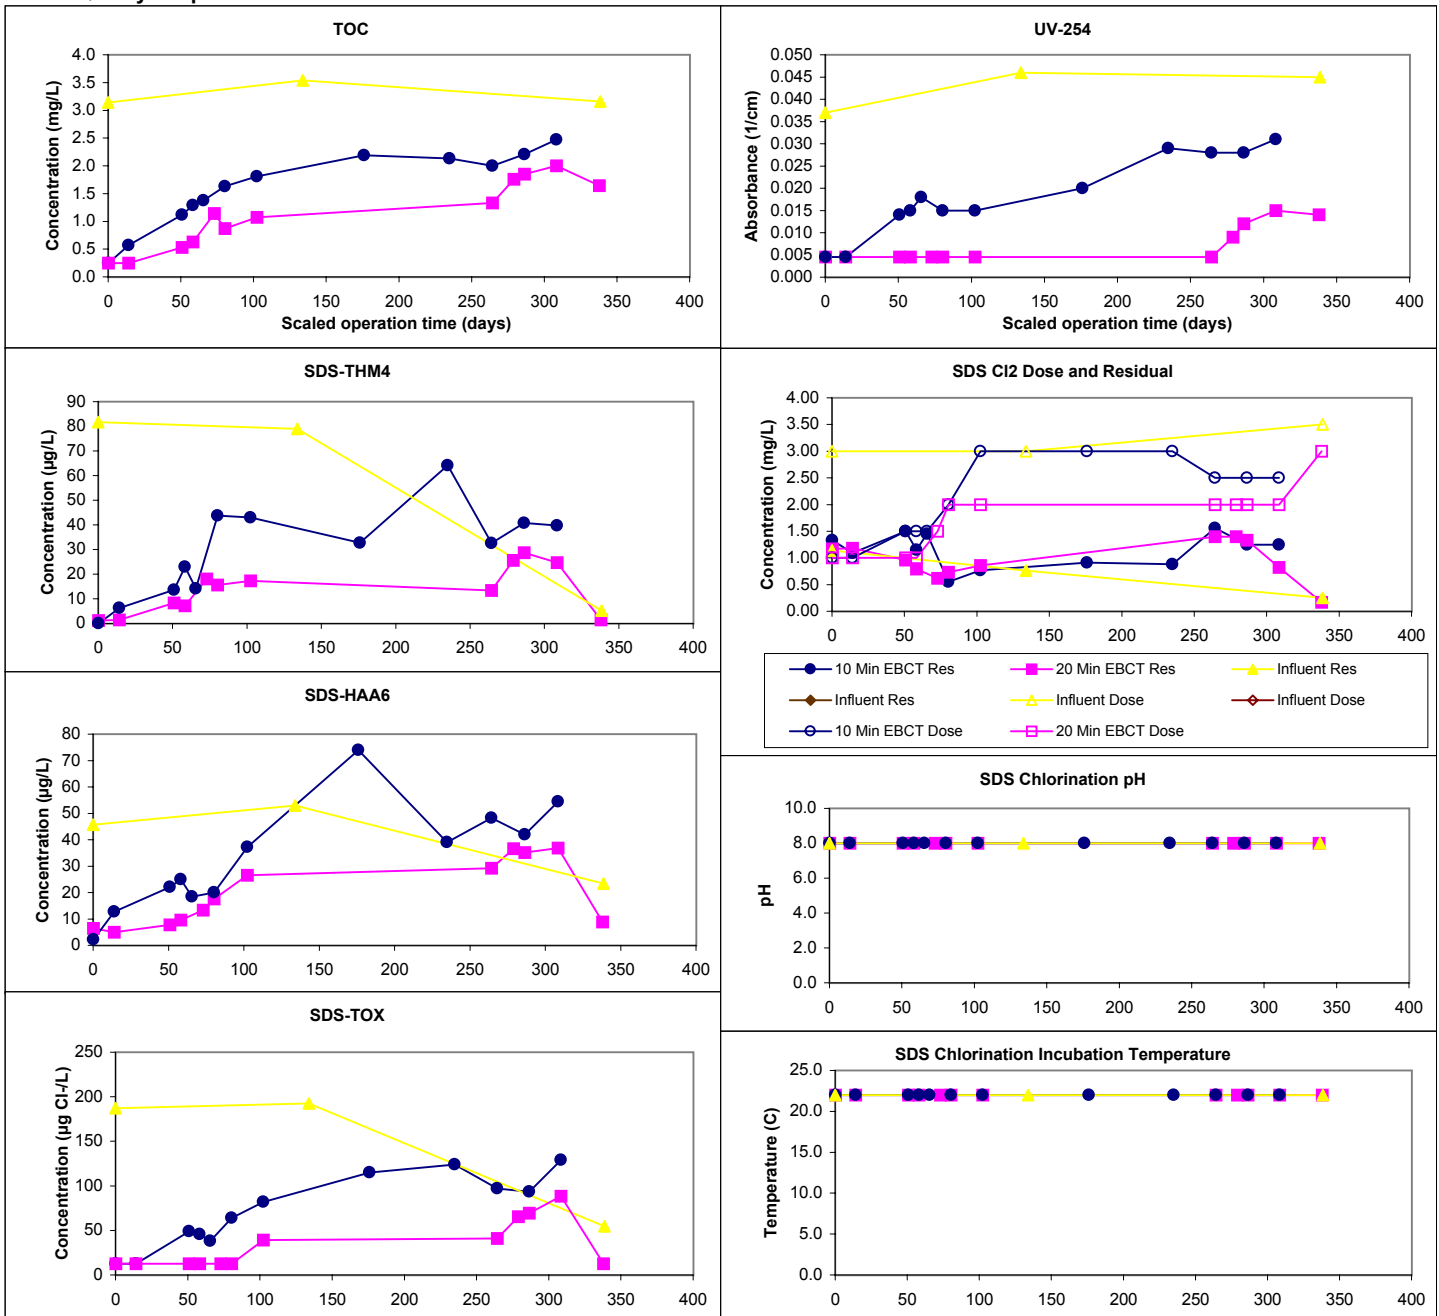 TOC
Concentration (mg/L)
4.0
3.5
3.0
2.5
2.0
1.5
1.0
0.5
0.0
0 50 100 150 200 250 300 350 400
Scaled operation time (days)
UV-254
Absorbance (1/cm)
0.050
0.045
0.040
0.035
0.030
0.025
0.020
0.015
0.010
0.005
0.000
0 50 100 150 200 250 300 350 400
Scaled operation time (days)
SDS-THM4
Concentration (µg/L)
90
80
70
60
50
40
30
20
10
0
0 50 100 150 200 250 300 350 400
SDS Cl2 Dose and Residual
Concentration (mg/L)
4.00
3.50
3.00
2.50
2.00
1.50
1.00
0.50
0.00
0 50 100 150 200 250 300 350 400
10 Min EBCT Res 20 Min EBCT Res Influent Res
Influent Res Influent Dose Influent Dose
10 Min EBCT Dose 20 Min EBCT Dose
SDS-HAA6
Concentration (µg/L)
80
70
60
50
40
30
20
10
0
0 50 100 150 200 250 300 350 400
SDS Chlorination pH
pH
10.0
8.0
6.0
4.0
2.0
0.0
0 50 100 150 200 250 300 350 400
SDS-TOX
Concentration (µg Cl-/L)
250
200
150
100
50
0
0 50 100 150 200 250 300 350 400
SDS Chlorination Incubation Temperature
Temperature (C)
25.0
20.0
15.0
10.0
5.0
0.0
0 50 100 150 200 250 300 350 400